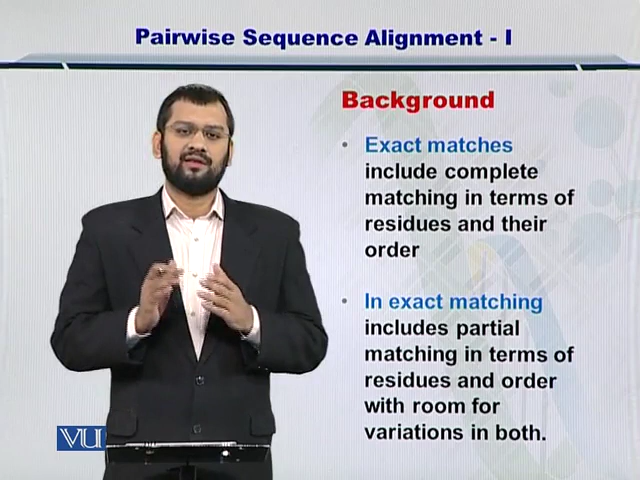 Pairwise Sequence Alignment - I
Background
• Exact matches
include complete
matching in terms of
residues and their
order
• In exact matching
includes partial
matching in terms of
residues and order
with room for
variations in both.
VU